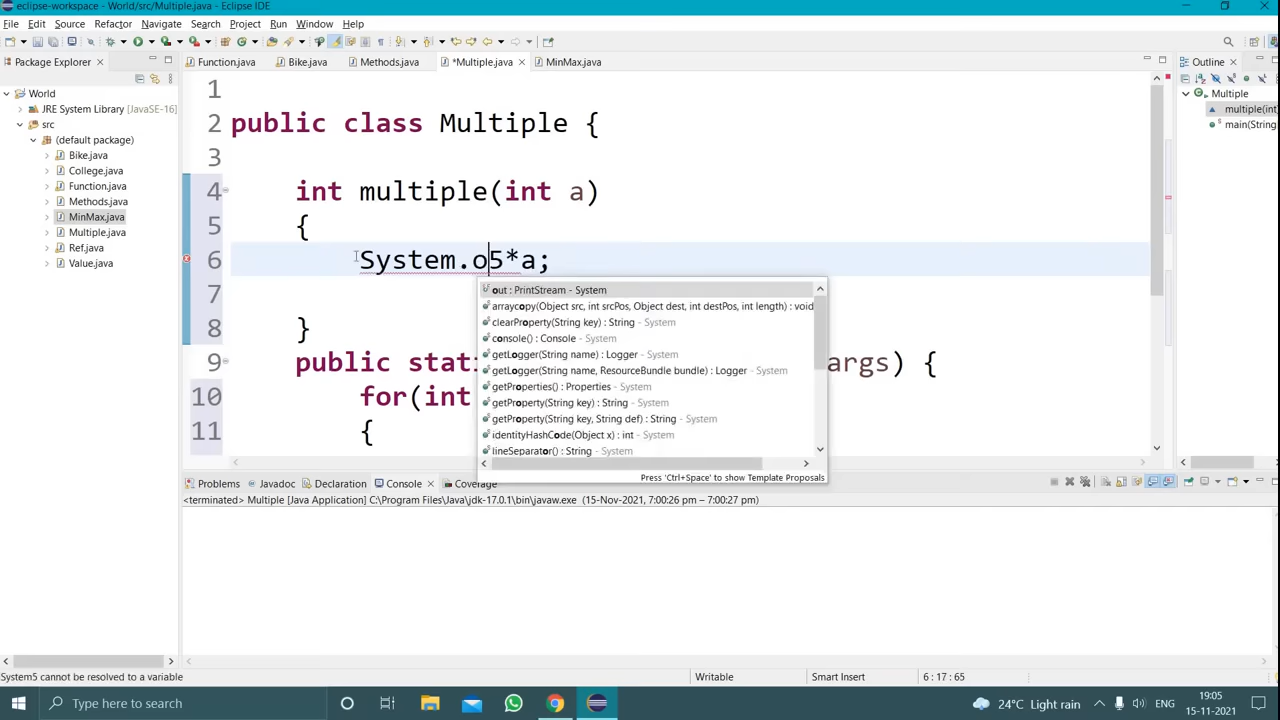 eclipse-workspace - World/src/Multiple.java - Eclipse IDE
File Edit Source Refactor Navigate Search Project Run Window Help
Package Explorer
Function.java Bike.java Methods.java *Multiple.java MinMax.java
Outline
World
JRE System Library [JavaSE-16]
src
(default package)
Bike.java
College.java
Function.java
Methods.java
MinMax.java
Multiple.java
Ref.java
Value.java
1
2 public class Multiple {
3
4 int multiple(int a)
5 {
6 System.o5*a;
7
8 }
9 public stat args) {
10 for(int
11 {
out : PrintStream - System
arraycopy(Object src, int srcPos, Object dest, int destPos, int length) : void
clearProperty(String key) : String - System
console() : Console - System
getLogger(String name) : Logger - System
getLogger(String name, ResourceBundle bundle) : Logger - System
getProperties() : Properties - System
getProperty(String key) : String - System
getProperty(String key, String def) : String - System
identityHashCode(Object x) : int - System
lineSeparator() : String - System
Press 'Ctrl+Space' to show Template Proposals
Multiple
multiple(int)
main(String
Problems Javadoc Declaration Console Coverage
<terminated> Multiple [Java Application] C:\Program Files\Java\jdk-17.0.1\bin\javaw.exe (15-Nov-2021, 7:00:26 pm – 7:00:27 pm)
System5 cannot be resolved to a variable
Writable
Smart Insert
6 : 17 : 65
Type here to search
24°C Light rain
ENG
19:05
15-11-2021